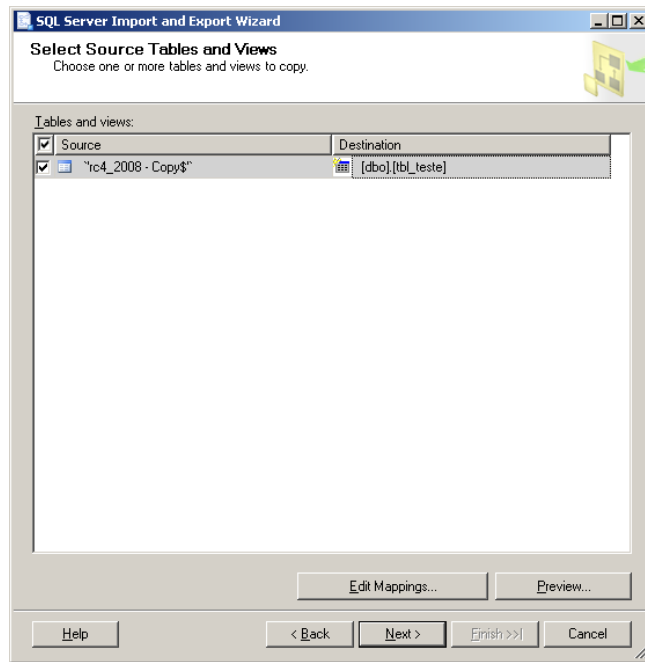 SQL Server Import and Export Wizard
Select Source Tables and Views
Choose one or more tables and views to copy.
Tables and views:
Source Destination
`rc4_2008 - Copy$` [dbo].[tbl_teste]
Edit Mappings... Preview...
Help < Back Next > Finish >>| Cancel